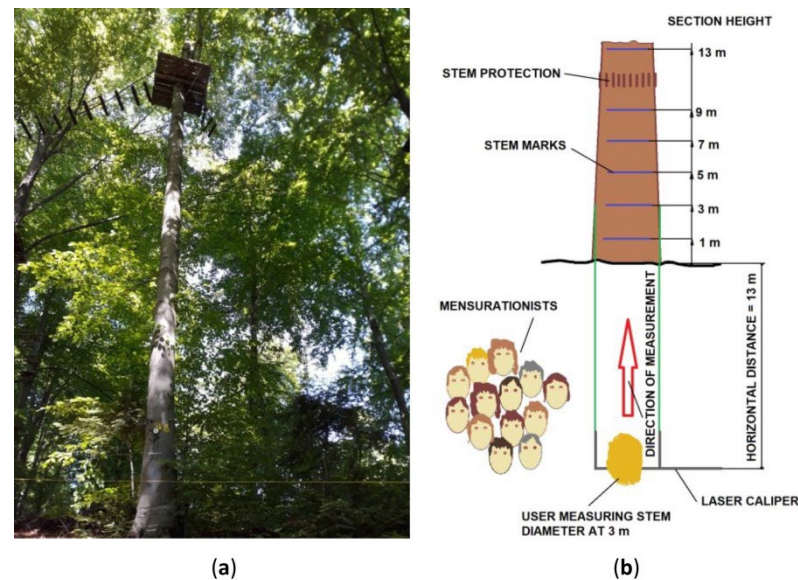 SECTION HEIGHT
13 m
STEM PROTECTION
9 m
7 m
STEM MARKS
5 m
3 m
1 m
MENSURATIONISTS
DIRECTION OF MEASUREMENT
HORIZONTAL DISTANCE = 13 m
LASER CALIPER
USER MEASURING STEM
DIAMETER AT 3 m
(a)
(b)